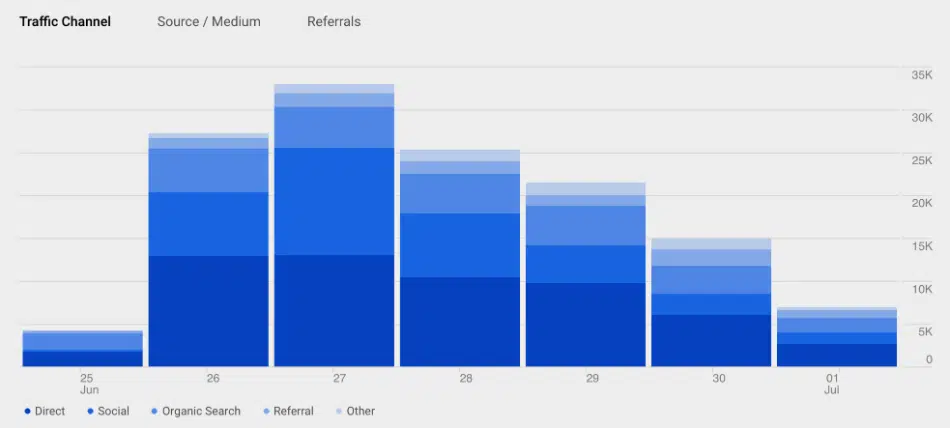 Traffic Channel Source / Medium Referrals
35K
30K
25K
20K
15K
10K
5K
0
25 26 27 28 29 30 01
Jun Jul
Direct Social Organic Search Referral Other